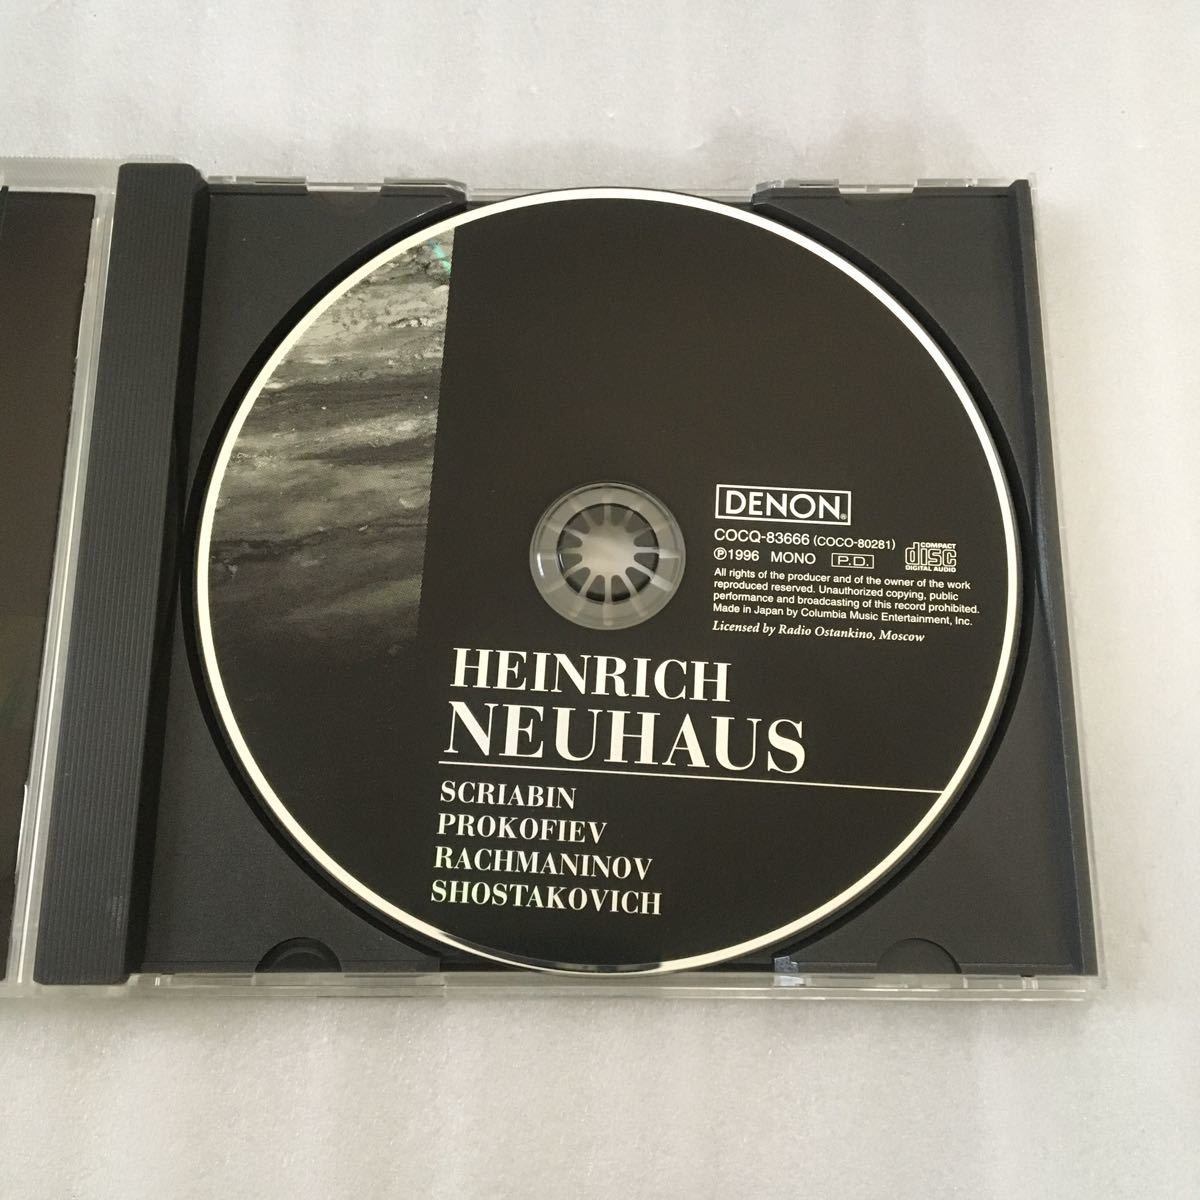 DENON®
COCQ-83666 (COCO-80281)
℗1996 MONO P.D.
COMPACT
disc
DIGITAL AUDIO
All rights of the producer and of the owner of the work
reproduced reserved. Unauthorized copying, public
performance and broadcasting of this record prohibited.
Made in Japan by Columbia Music Entertainment, Inc.
Licensed by Radio Ostankino, Moscow
HEINRICH
NEUHAUS
SCRIABIN
PROKOFIEV
RACHMANINOV
SHOSTAKOVICH